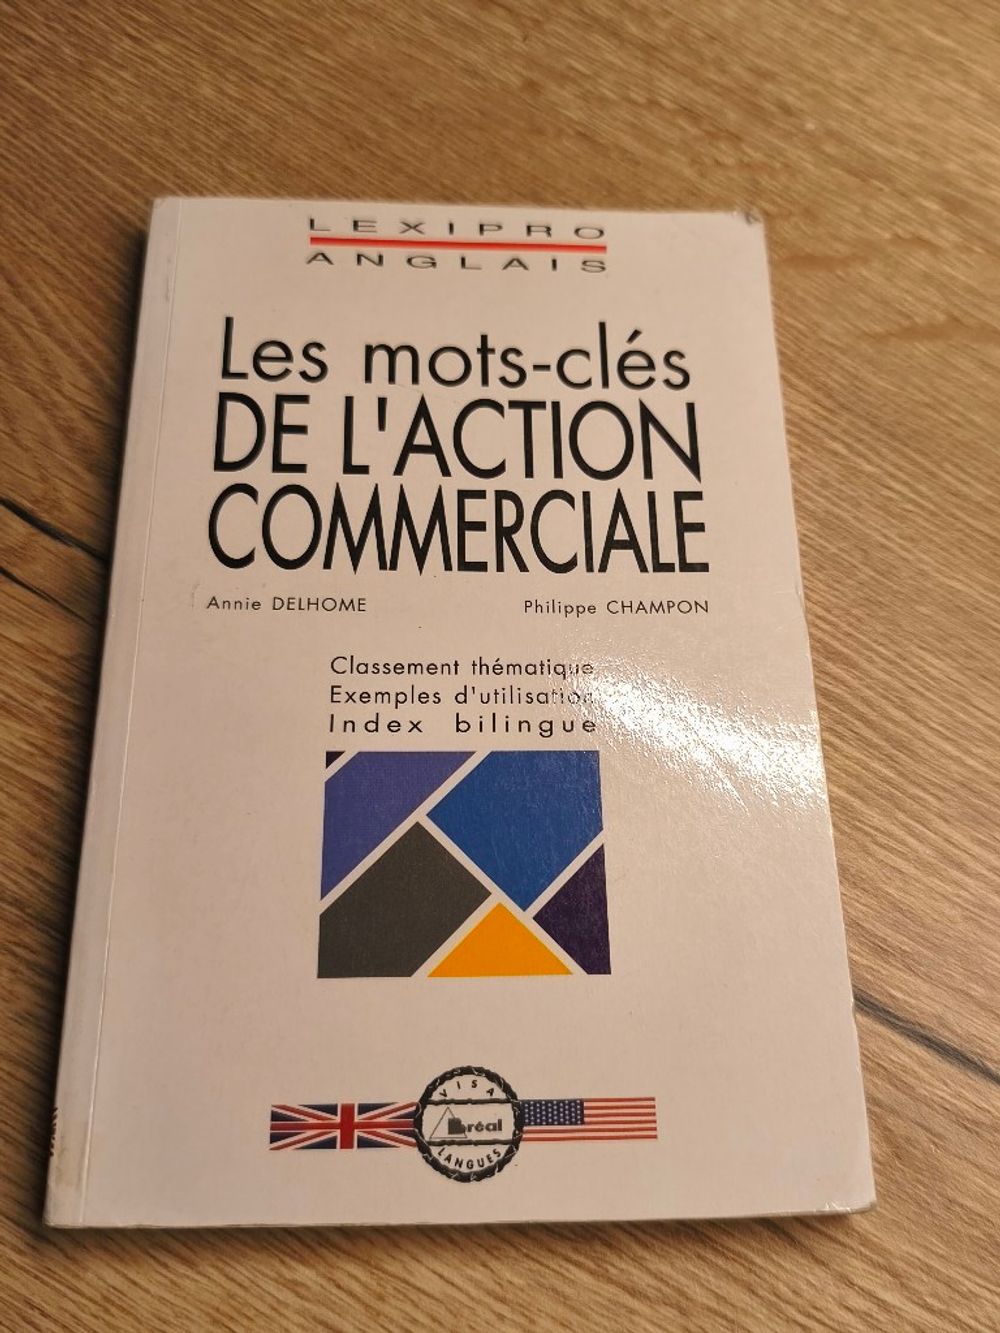 LEXIPRO
ANGLAIS
Les mots-clés
DE L'ACTION
COMMERCIALE
Annie DELHOME
Philippe CHAMPON
Classement thématique
Exemples d'utilisation
Index bilingue
VISA
Bréal
LANGUES